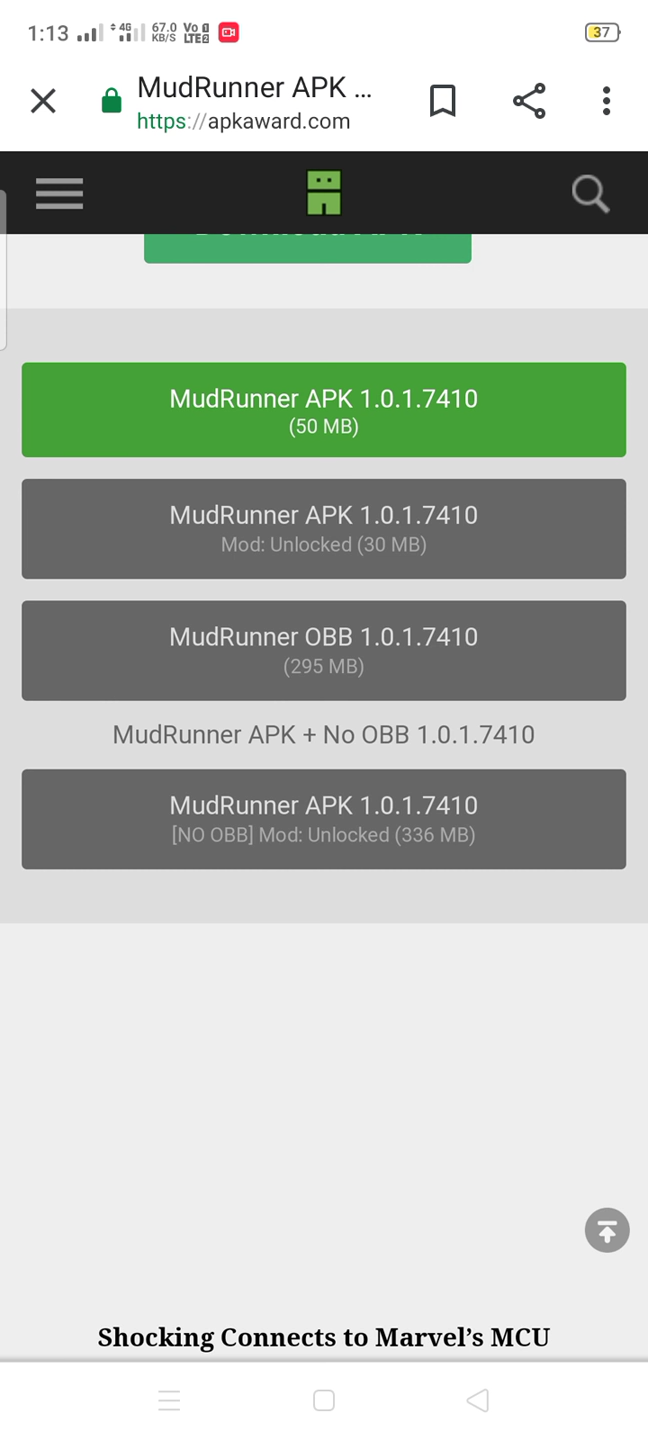 1:13
4G
67.0
KB/S
Vo
LTE
37
MudRunner APK ...
https://apkaward.com
MudRunner APK 1.0.1.7410
(50 MB)
MudRunner APK 1.0.1.7410
Mod: Unlocked (30 MB)
MudRunner OBB 1.0.1.7410
(295 MB)
MudRunner APK + No OBB 1.0.1.7410
MudRunner APK 1.0.1.7410
[NO OBB] Mod: Unlocked (336 MB)
Shocking Connects to Marvel’s MCU